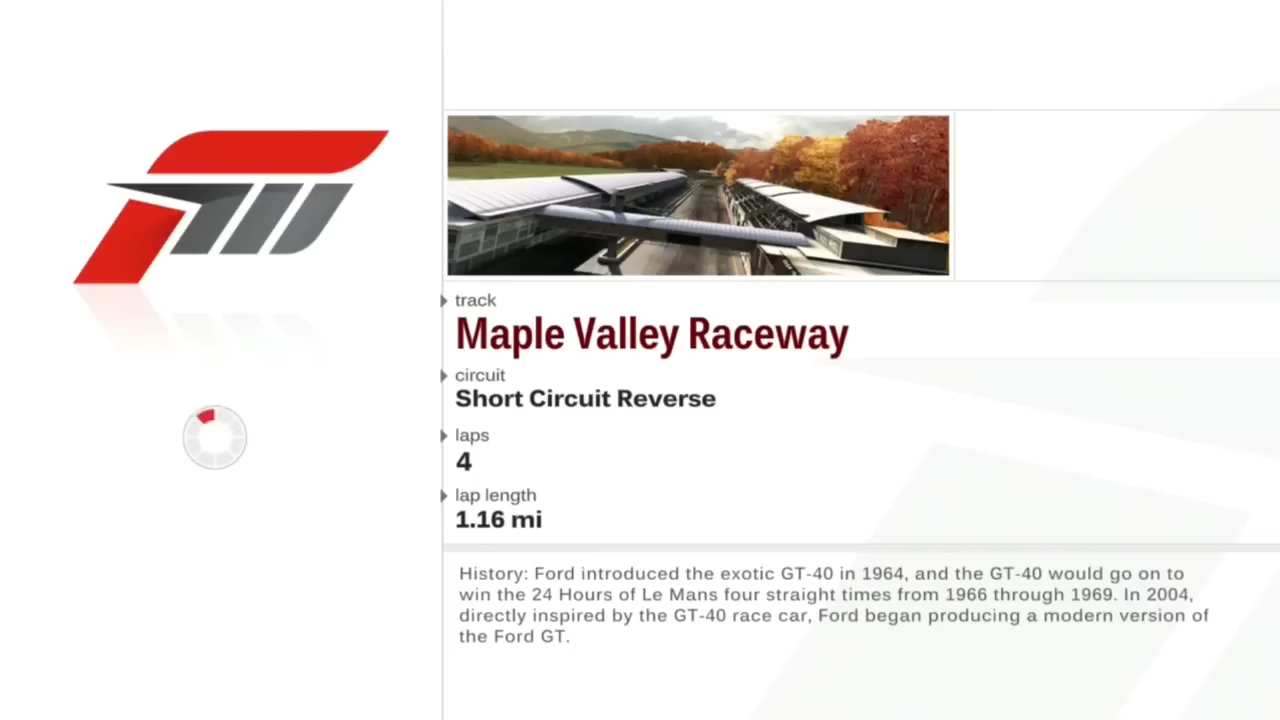 track
Maple Valley Raceway
circuit
Short Circuit Reverse
laps
4
lap length
1.16 mi
History: Ford introduced the exotic GT-40 in 1964, and the GT-40 would go on to
win the 24 Hours of Le Mans four straight times from 1966 through 1969. In 2004,
directly inspired by the GT-40 race car, Ford began producing a modern version of
the Ford GT.